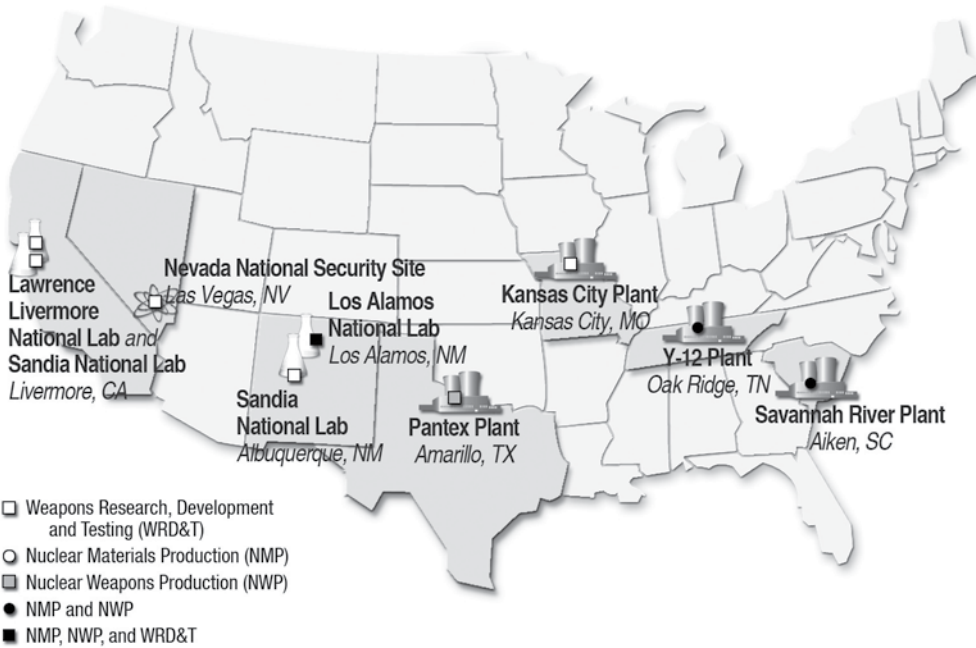 Nevada National Security Site
Las Vegas, NV
Lawrence
Livermore
National Lab and
Sandia National Lab
Livermore, CA
Los Alamos
National Lab
Los Alamos, NM
Sandia
National Lab
Albuquerque, NM
Pantex Plant
Amarillo, TX
Kansas City Plant
Kansas City, MO
Y-12 Plant
Oak Ridge, TN
Savannah River Plant
Aiken, SC
Weapons Research, Development
and Testing (WRD&T)
Nuclear Materials Production (NMP)
Nuclear Weapons Production (NWP)
NMP and NWP
NMP, NWP, and WRD&T